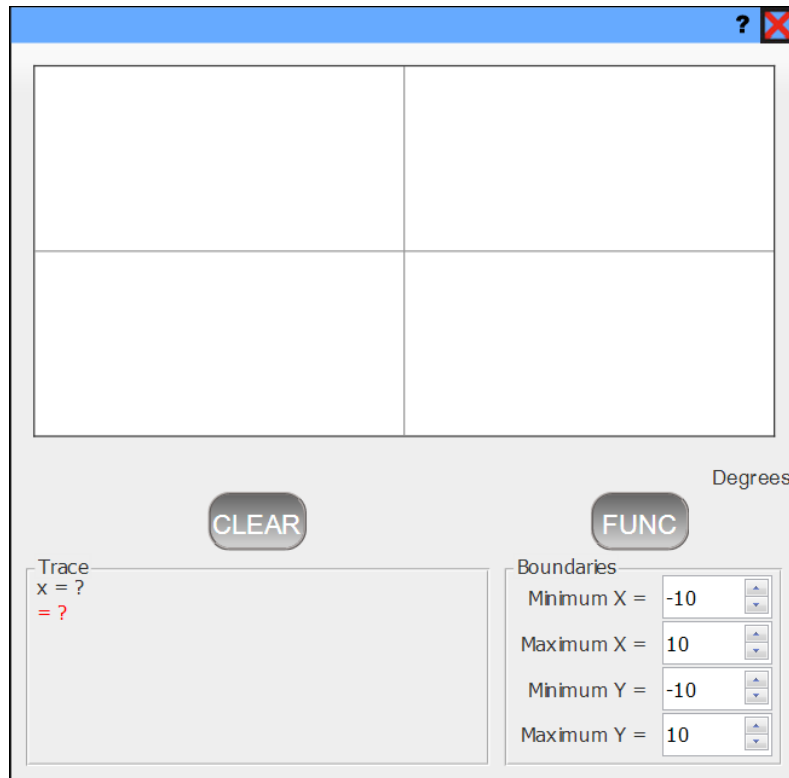 ?
Degrees
CLEAR
FUNC
Trace
x = ?
= ?
Boundaries
Minimum X = -10
Maximum X = 10
Minimum Y = -10
Maximum Y = 10